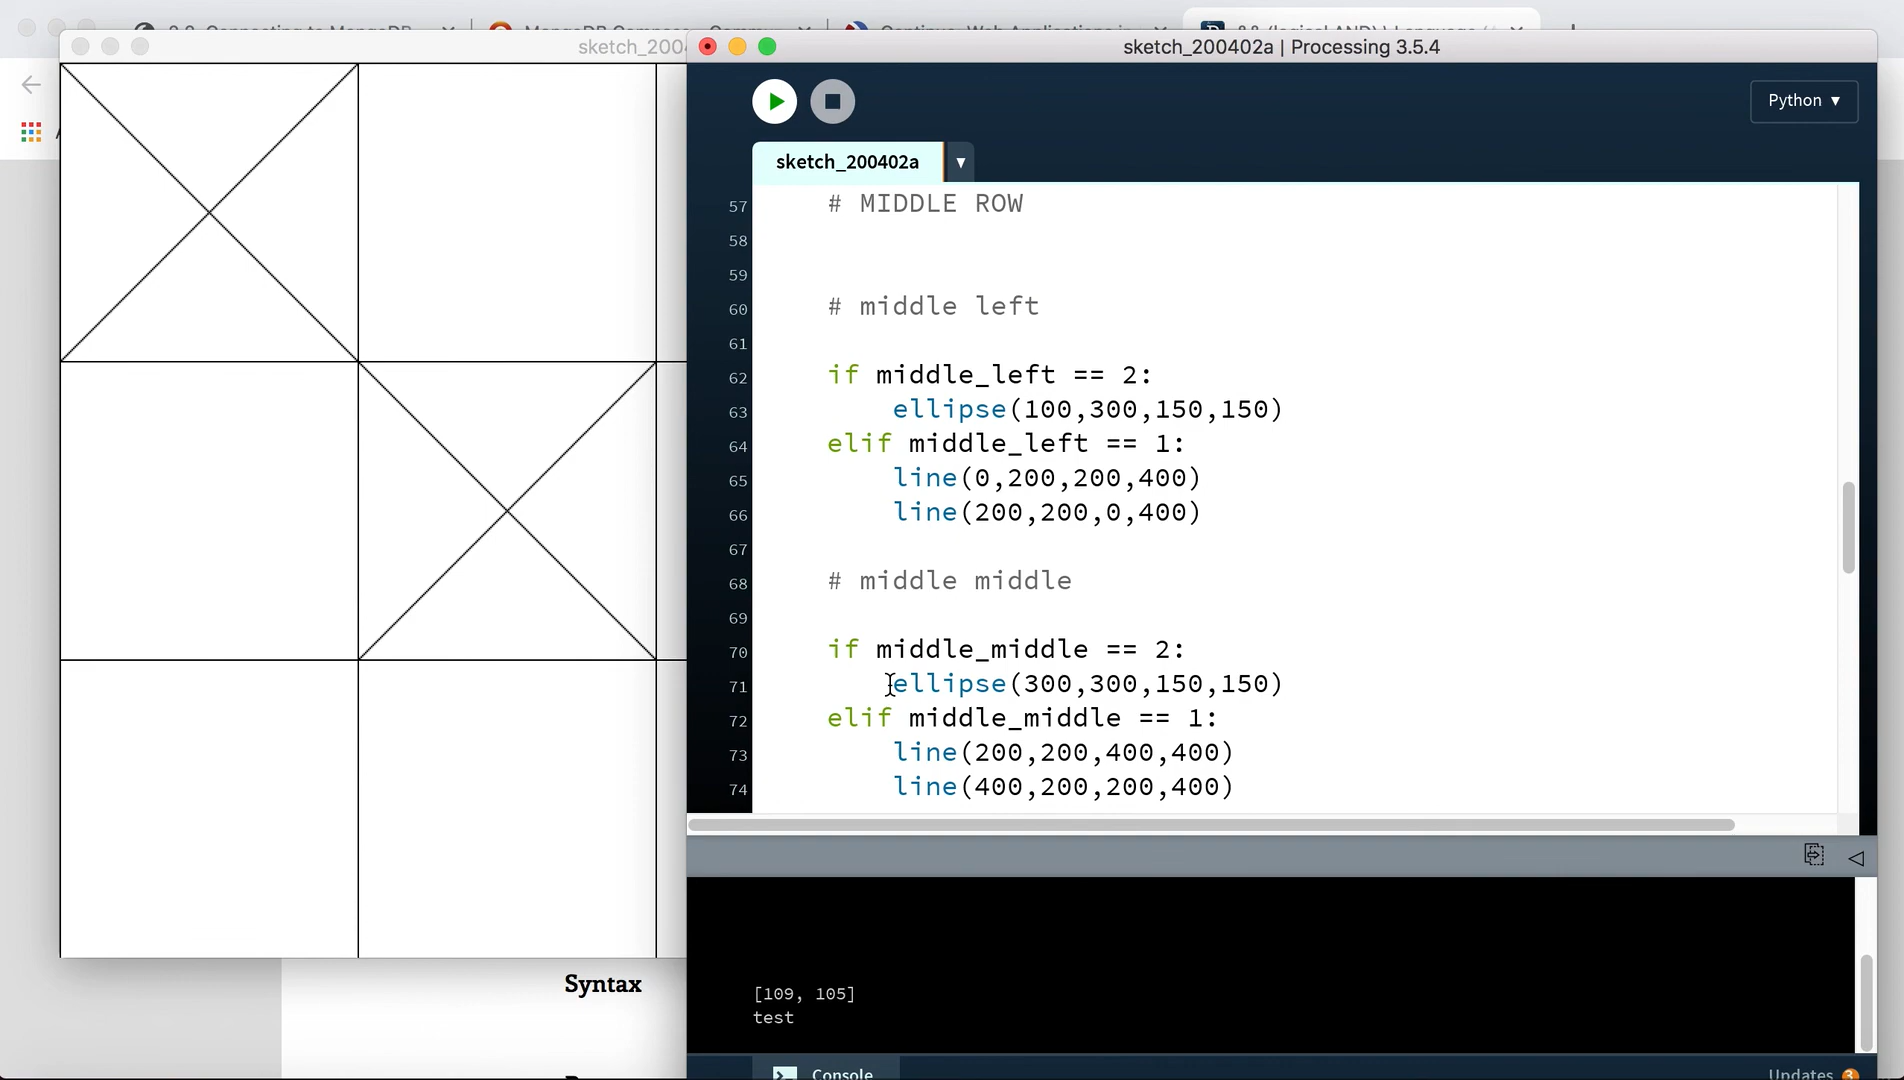 sketch_200
sketch_200402a | Processing 3.5.4
Python ▼
sketch_200402a ▼
57 # MIDDLE ROW
58
59
60 # middle left
61
62 if middle_left == 2:
63 ellipse(100,300,150,150)
64 elif middle_left == 1:
65 line(0,200,200,400)
66 line(200,200,0,400)
67
68 # middle middle
69
70 if middle_middle == 2:
71 ellipse(300,300,150,150)
72 elif middle_middle == 1:
73 line(200,200,400,400)
74 line(400,200,200,400)
Syntax
[109, 105]
test
Console
Updates 3